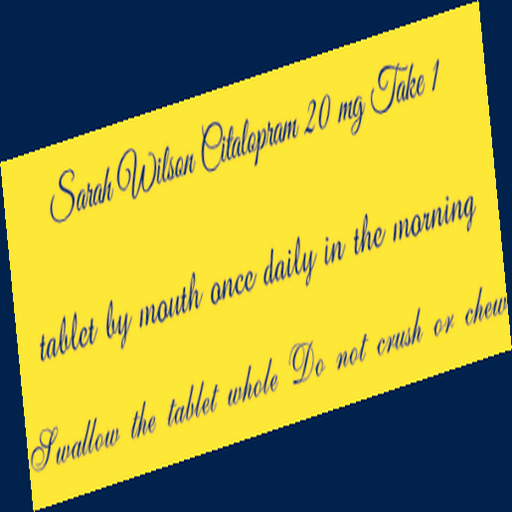 Sarah Wilson Citalopram 20 mg Take 1
tablet by mouth once daily in the morning
Swallow the tablet whole Do not crush or chew